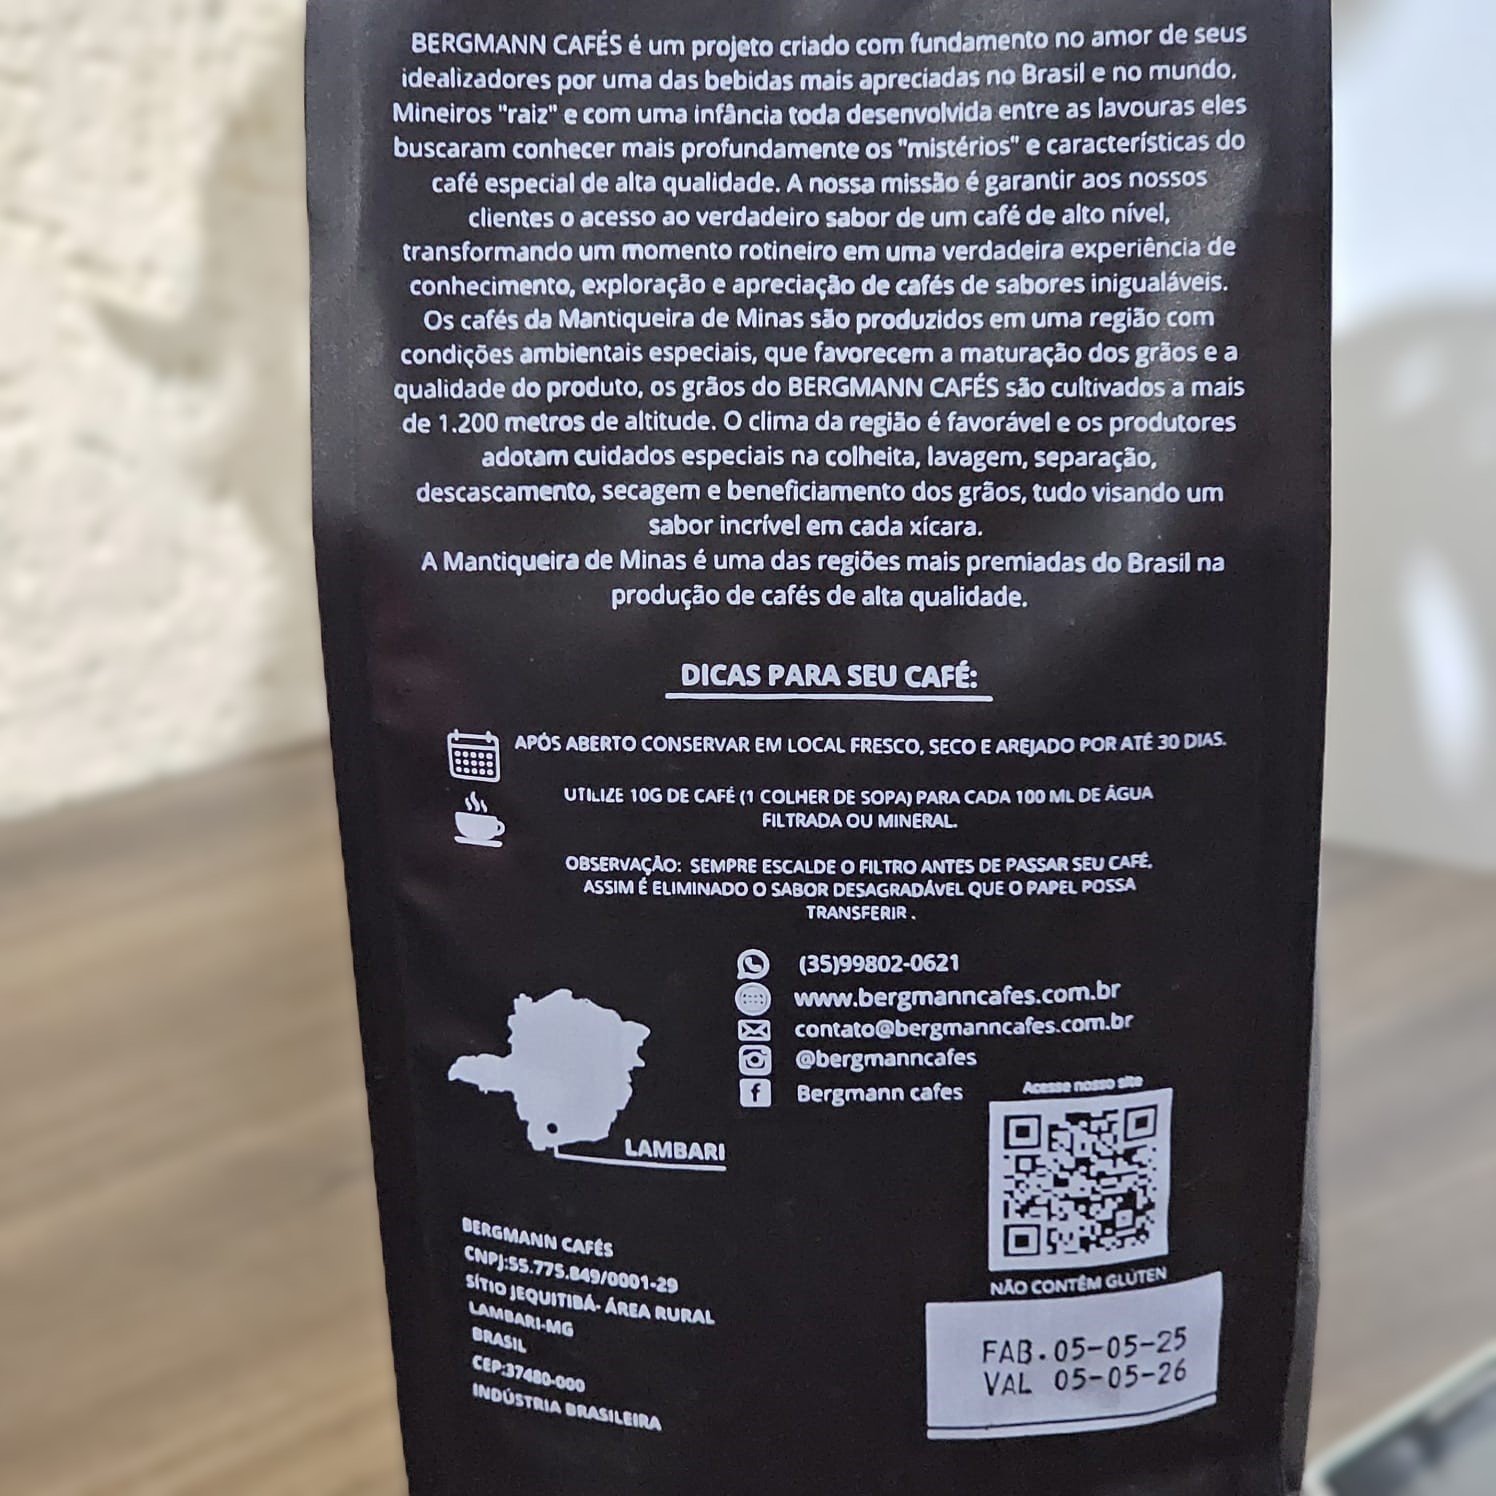 BERGMANN CAFÉS é um projeto criado com fundamento no amor de seus
idealizadores por uma das bebidas mais apreciadas no Brasil e no mundo.
Mineiros "raiz" e com uma infância toda desenvolvida entre as lavouras eles
buscaram conhecer mais profundamente os "mistérios" e características do
café especial de alta qualidade. A nossa missão é garantir aos nossos
clientes o acesso ao verdadeiro sabor de um café de alto nível,
transformando um momento rotineiro em uma verdadeira experiência de
conhecimento, exploração e apreciação de cafés de sabores inigualáveis.
Os cafés da Mantiqueira de Minas são produzidos em uma região com
condições ambientais especiais, que favorecem a maturação dos grãos e a
qualidade do produto, os grãos do BERGMANN CAFÉS são cultivados a mais
de 1.200 metros de altitude. O clima da região é favorável e os produtores
adotam cuidados especiais na colheita, lavagem, separação,
descascamento, secagem e beneficiamento dos grãos, tudo visando um
sabor incrível em cada xícara.
A Mantiqueira de Minas é uma das regiões mais premiadas do Brasil na
produção de cafés de alta qualidade.
DICAS PARA SEU CAFÉ:
APÓS ABERTO CONSERVAR EM LOCAL FRESCO, SECO E AREJADO POR ATÉ 30 DIAS.
UTILIZE 10G DE CAFÉ (1 COLHER DE SOPA) PARA CADA 100 ML DE ÁGUA
FILTRADA OU MINERAL.
OBSERVAÇÃO: SEMPRE ESCALDE O FILTRO ANTES DE PASSAR SEU CAFÉ.
ASSIM É ELIMINADO O SABOR DESAGRADÁVEL QUE O PAPEL POSSA
TRANSFERIR .
(35)99802-0621
www.bergmanncafes.com.br
contato@bergmanncafes.com.br
@bergmanncafes
Bergmann cafes
Acesse nosso site
LAMBARI
BERGMANN CAFÉS
CNPJ:55.775.849/0001-29
SÍTIO JEQUITIBÁ- ÁREA RURAL
LAMBARI-MG
BRASIL
CEP:37480-000
INDÚSTRIA BRASILEIRA
NÃO CONTÉM GLÚTEN
FAB.05-05-25
VAL 05-05-26